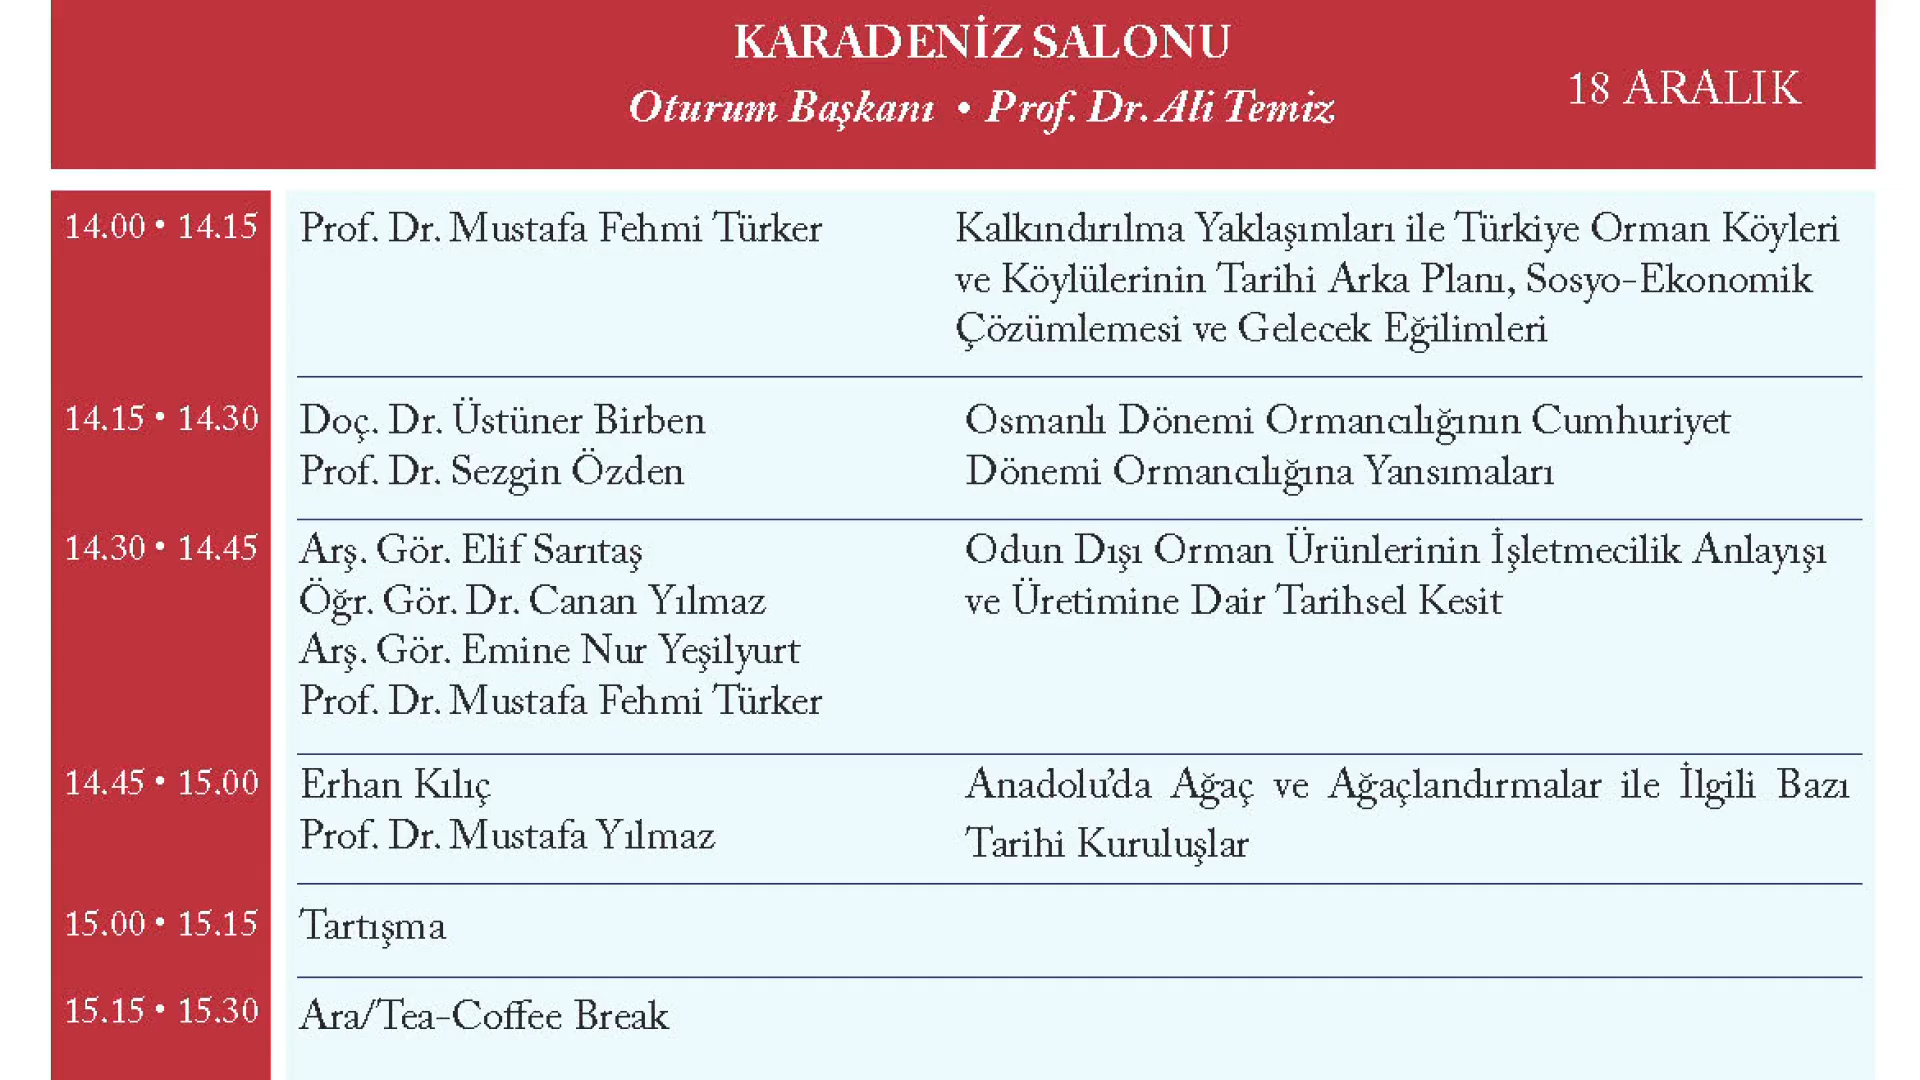 KARADENİZ SALONU
Oturum Başkanı • Prof. Dr. Ali Temiz
18 ARALIK
14.00 • 14.15
Prof. Dr. Mustafa Fehmi Türker
Kalkındırılma Yaklaşımları ile Türkiye Orman Köyleri
ve Köylülerinin Tarihi Arka Planı, Sosyo-Ekonomik
Çözümlemesi ve Gelecek Eğilimleri
14.15 • 14.30
Doç. Dr. Üstüner Birben
Prof. Dr. Sezgin Özden
Osmanlı Dönemi Ormancılığının Cumhuriyet
Dönemi Ormancılığına Yansımaları
14.30 • 14.45
Arş. Gör. Elif Sarıtaş
Öğr. Gör. Dr. Canan Yılmaz
Arş. Gör. Emine Nur Yeşilyurt
Prof. Dr. Mustafa Fehmi Türker
Odun Dışı Orman Ürünlerinin İşletmecilik Anlayışı
ve Üretimine Dair Tarihsel Kesit
14.45 • 15.00
Erhan Kılıç
Prof. Dr. Mustafa Yılmaz
Anadolu’da Ağaç ve Ağaçlandırmalar ile İlgili Bazı
Tarihi Kuruluşlar
15.00 • 15.15
Tartışma
15.15 • 15.30
Ara/Tea-Coffee Break